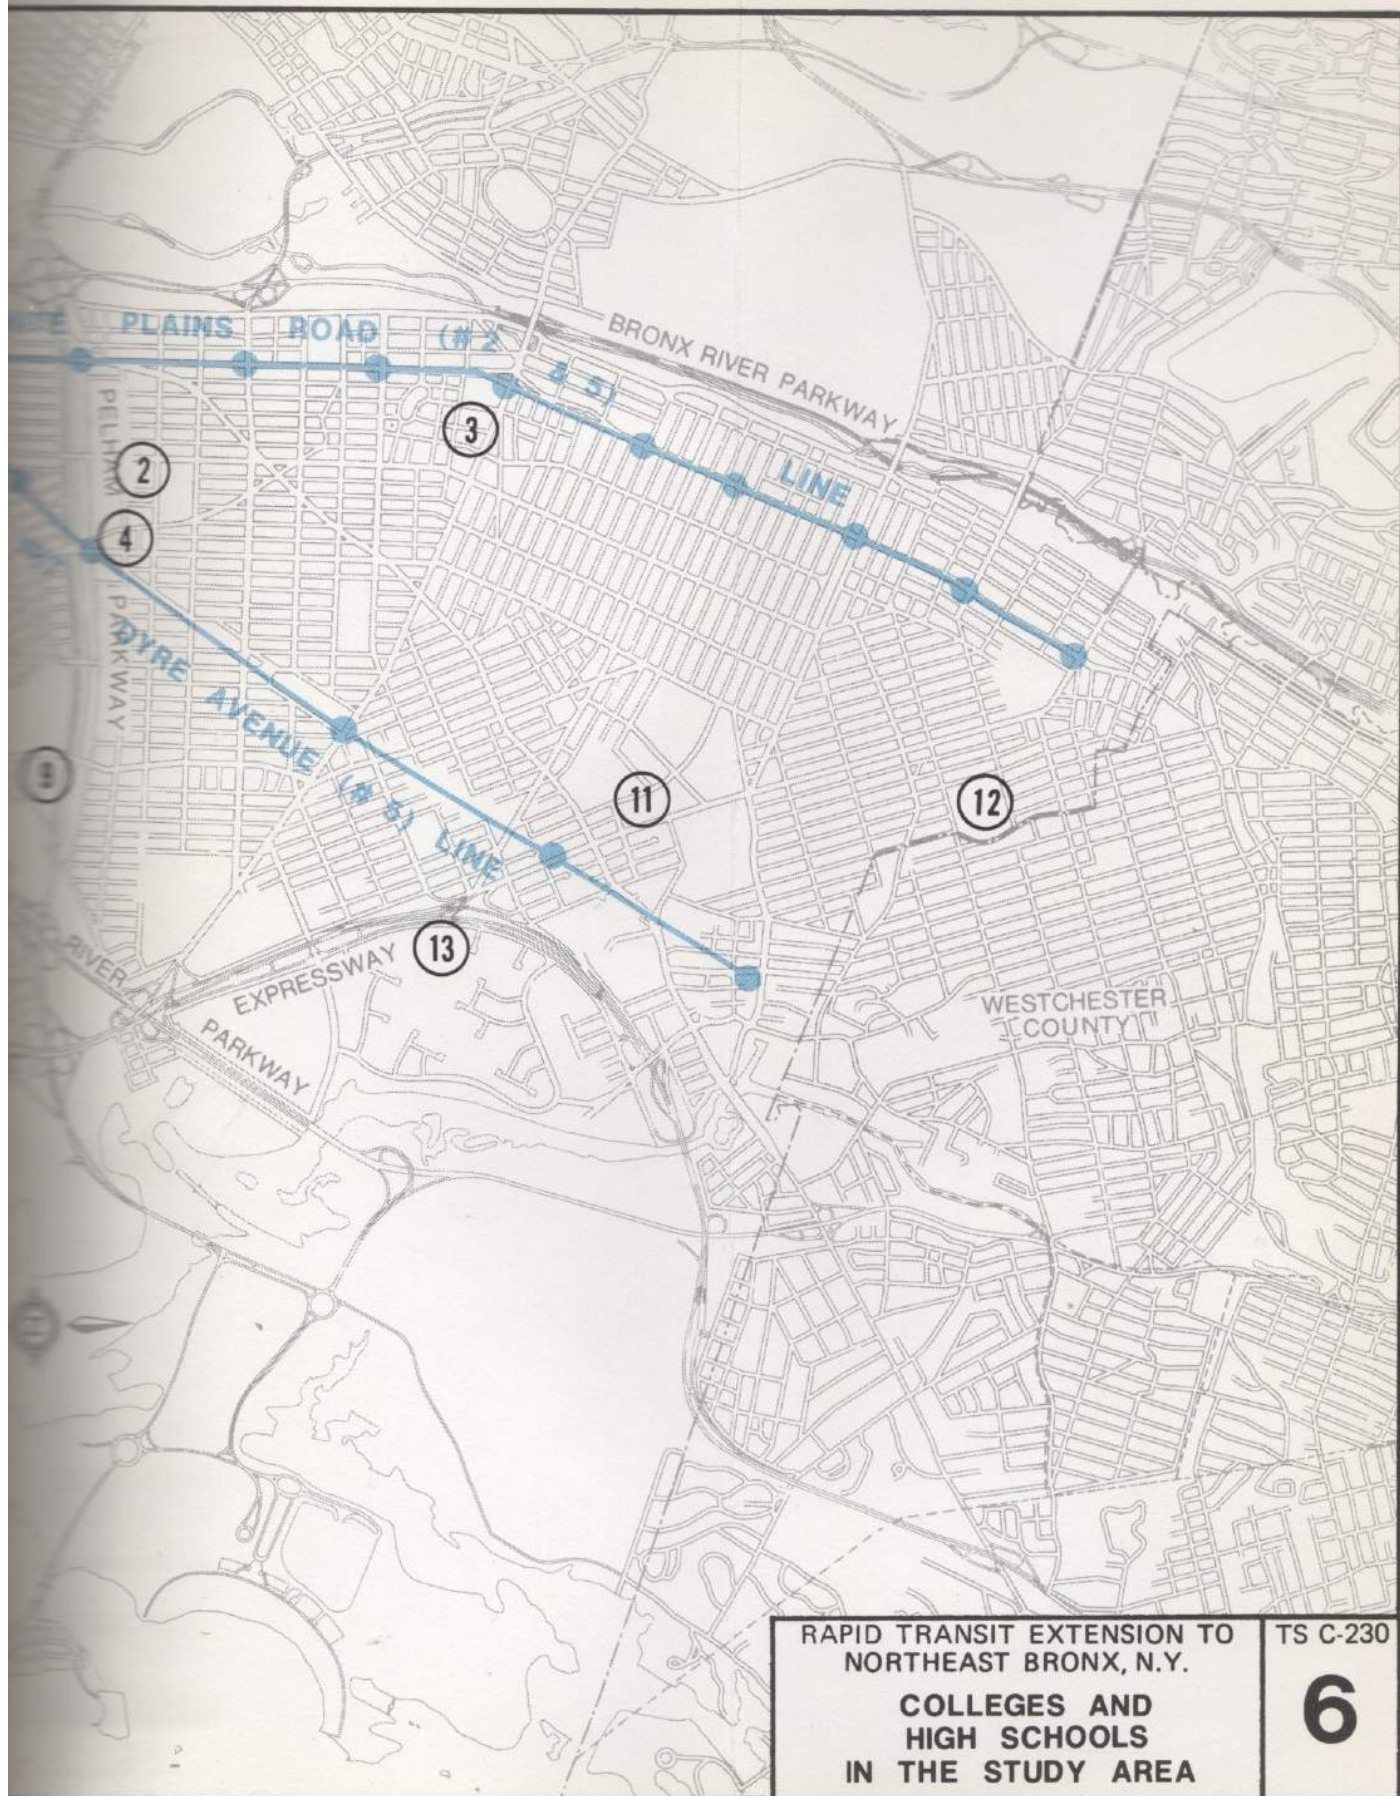 PLAINS ROAD (# 2 & 5) LINE
BRONX RIVER PARKWAY
PELHAM PARKWAY
2
3
4
DYRE AVENUE (# 5) LINE
11
12
13
RIVER PARKWAY
EXPRESSWAY
WESTCHESTER
COUNTY
RAPID TRANSIT EXTENSION TO
NORTHEAST BRONX, N.Y.
COLLEGES AND
HIGH SCHOOLS
IN THE STUDY AREA
TS C-230
6